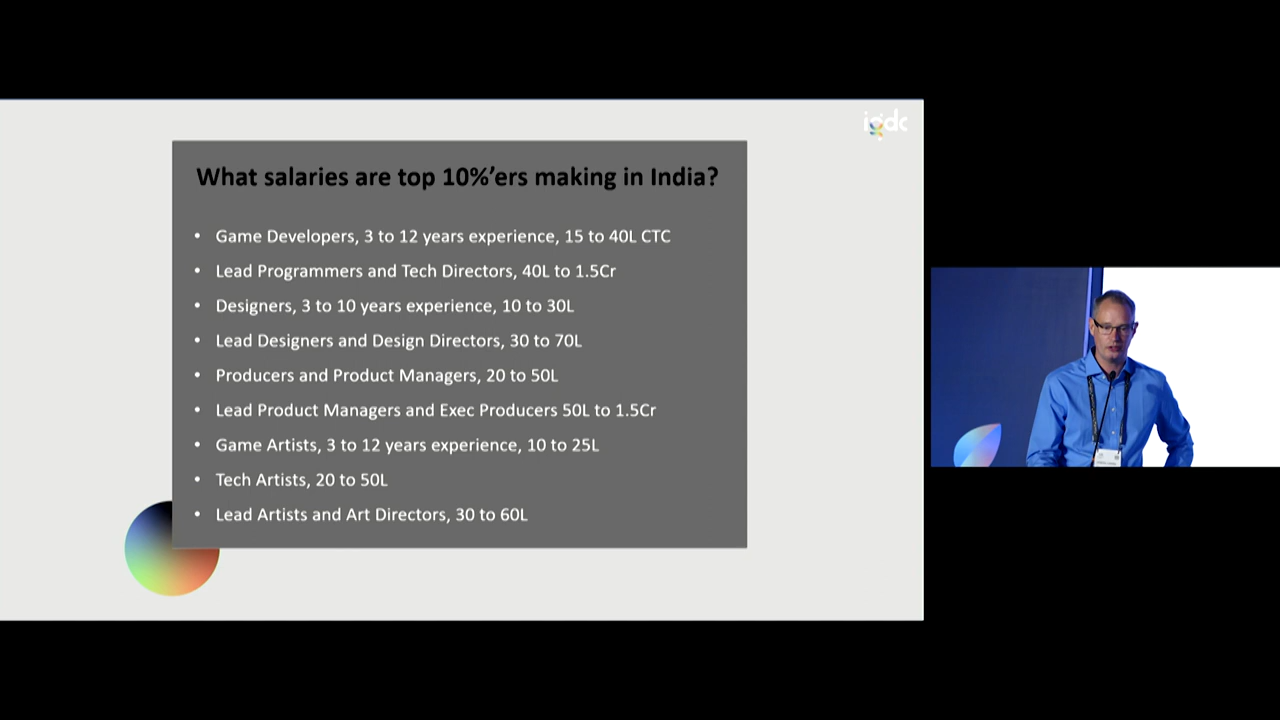 igdc
What salaries are top 10%'ers making in India?
• Game Developers, 3 to 12 years experience, 15 to 40L CTC
• Lead Programmers and Tech Directors, 40L to 1.5Cr
• Designers, 3 to 10 years experience, 10 to 30L
• Lead Designers and Design Directors, 30 to 70L
• Producers and Product Managers, 20 to 50L
• Lead Product Managers and Exec Producers 50L to 1.5Cr
• Game Artists, 3 to 12 years experience, 10 to 25L
• Tech Artists, 20 to 50L
• Lead Artists and Art Directors, 30 to 60L